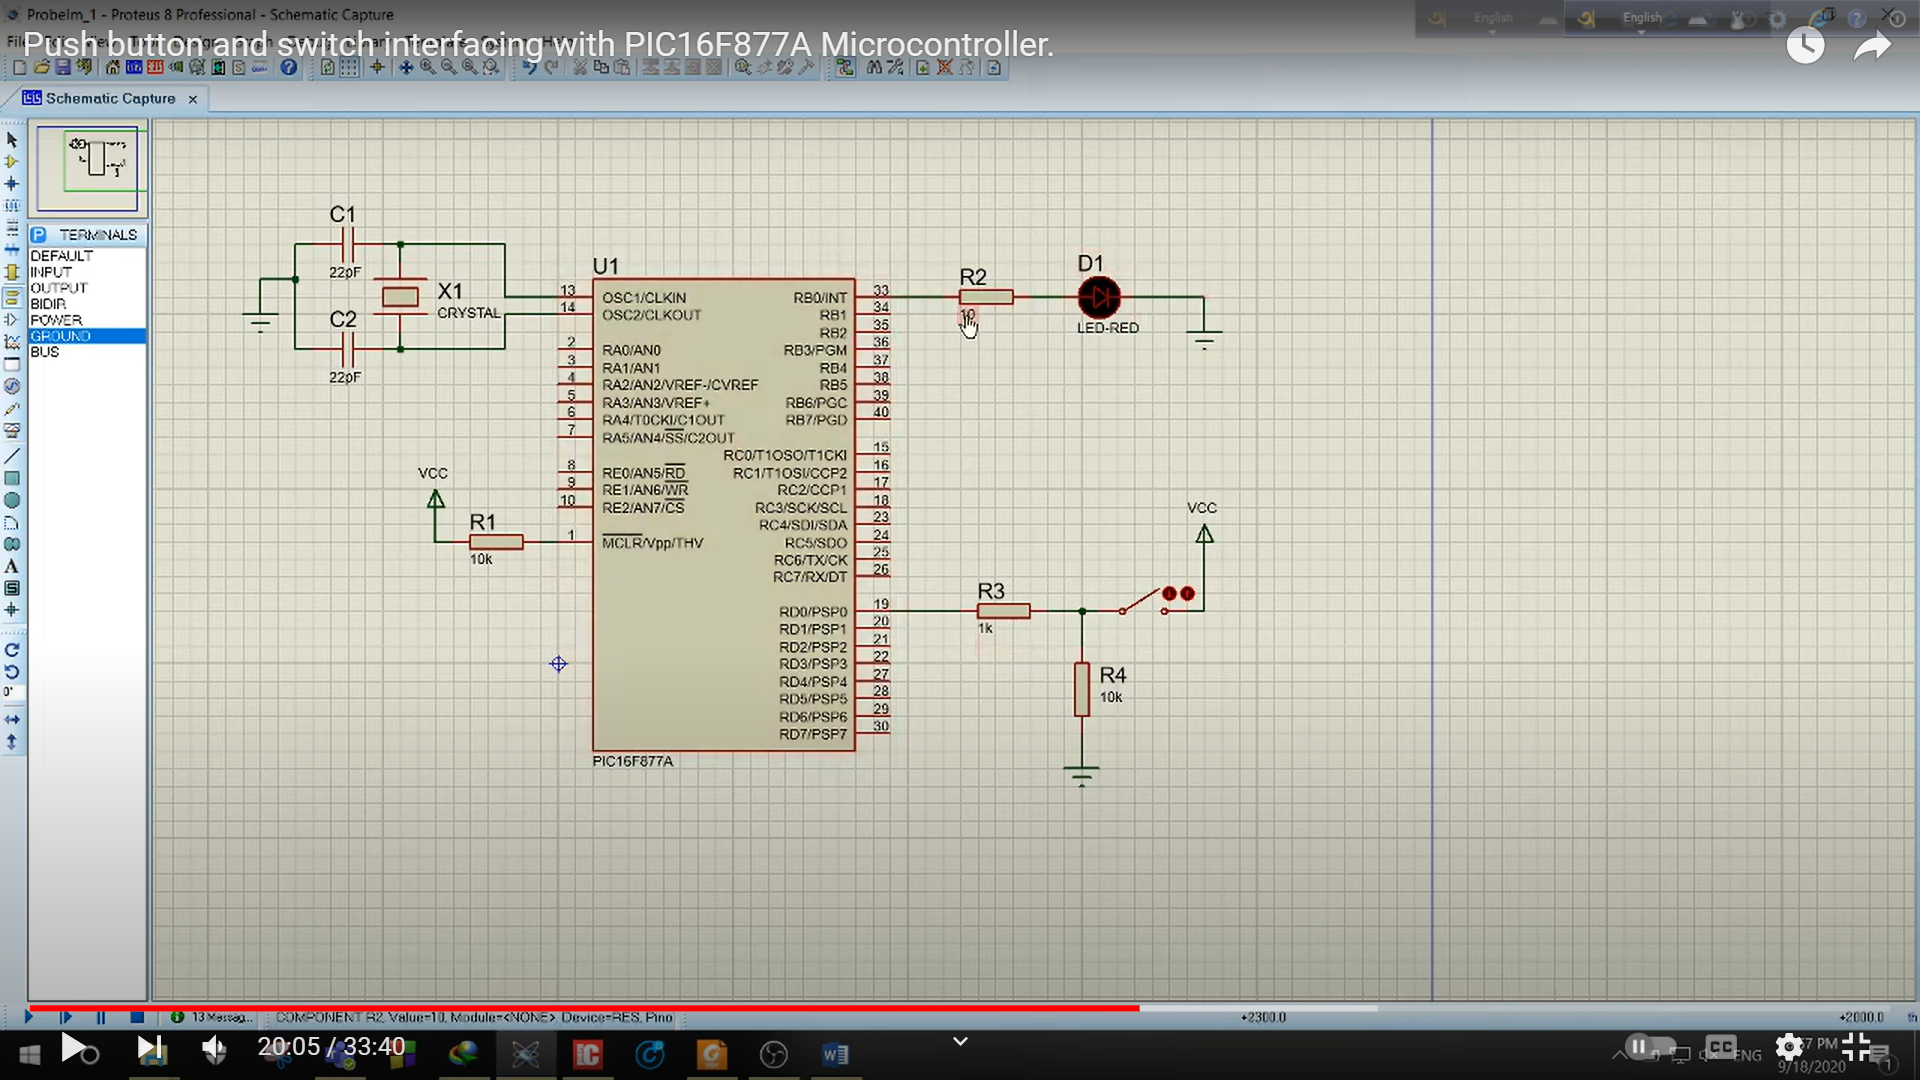 Probelm_1 - Proteus 8 Professional - Schematic Capture
English
English
Push button and switch interfacing with PIC16F877A Microcontroller.
Schematic Capture
TERMINALS
DEFAULT
INPUT
OUTPUT
BIDIR
POWER
GROUND
BUS
C1
22pF
X1
CRYSTAL
C2
22pF
VCC
R1
10k
U1
13 OSC1/CLKIN
14 OSC2/CLKOUT
2 RA0/AN0
3 RA1/AN1
4 RA2/AN2/VREF-/CVREF
5 RA3/AN3/VREF+
6 RA4/T0CKI/C1OUT
7 RA5/AN4/SS/C2OUT
8 RE0/AN5/RD
9 RE1/AN6/WR
10 RE2/AN7/CS
1 MCLR/Vpp/THV
RB0/INT 33
RB1 34
RB2 35
RB3/PGM 36
RB4 37
RB5 38
RB6/PGC 39
RB7/PGD 40
RC0/T1OSO/T1CKI 15
RC1/T1OSI/CCP2 16
RC2/CCP1 17
RC3/SCK/SCL 18
RC4/SDI/SDA 23
RC5/SDO 24
RC6/TX/CK 25
RC7/RX/DT 26
RD0/PSP0 19
RD1/PSP1 20
RD2/PSP2 21
RD3/PSP3 22
RD4/PSP4 27
RD5/PSP5 28
RD6/PSP6 29
RD7/PSP7 30
PIC16F877A
R2
10
D1
LED-RED
VCC
R3
1k
R4
10k
0°
13 Messag...
COMPONENT R2, Value=10, Module=<NONE>, Device=RES, Pino
+2300.0
+2000.0
th
20:05 / 33:40
CC
ENG
PM
9/18/2020
1